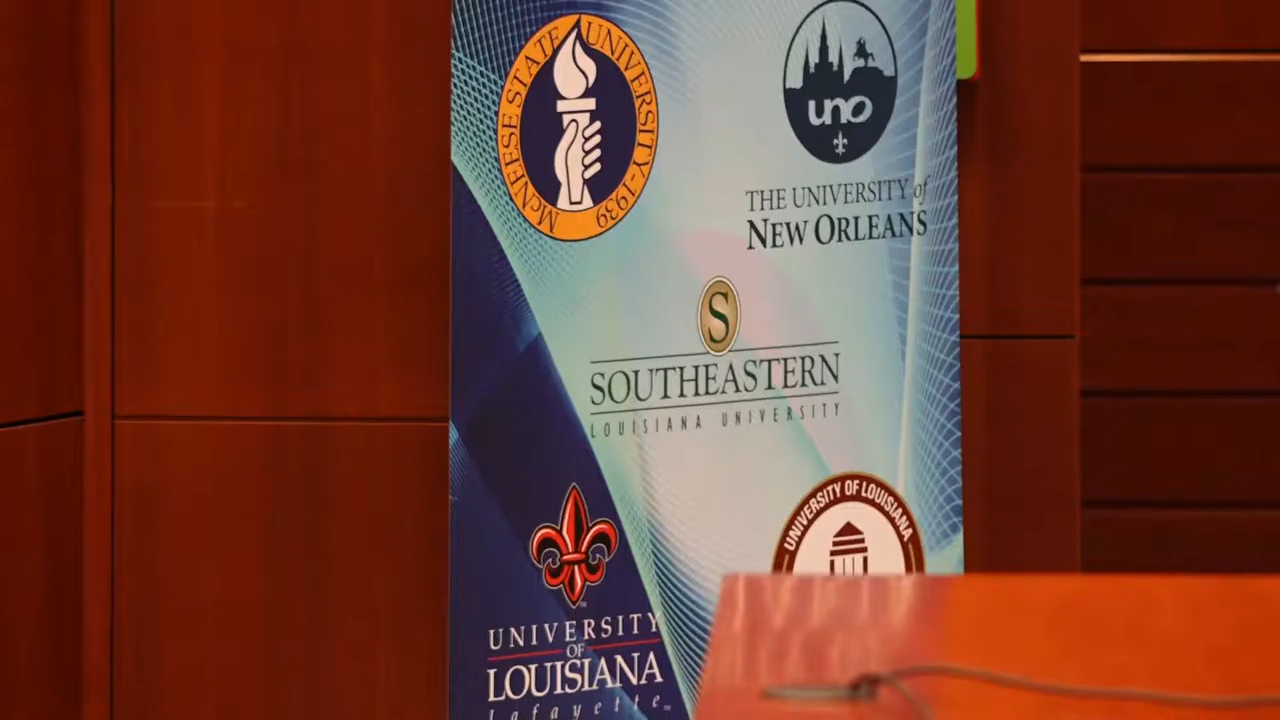 McNEESE STATE UNIVERSITY-1939
uno
THE UNIVERSITY of
NEW ORLEANS
S
SOUTHEASTERN
LOUISIANA UNIVERSITY
UNIVERSITY OF LOUISIANA
UNIVERSITY
OF
LOUISIANA
Lafayette™